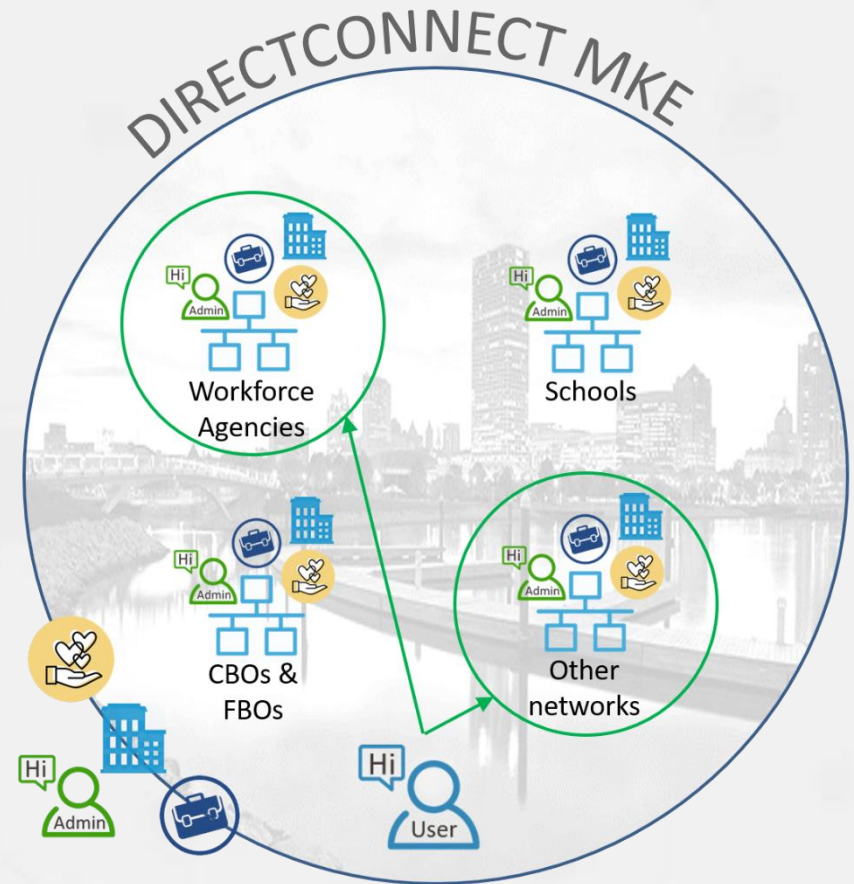 DIRECTCONNECT MKE
Hi
Admin
Workforce
Agencies
Hi
Admin
Schools
Hi
Admin
CBOs &
FBOs
Hi
Admin
Other
networks
Hi
Admin
Hi
User